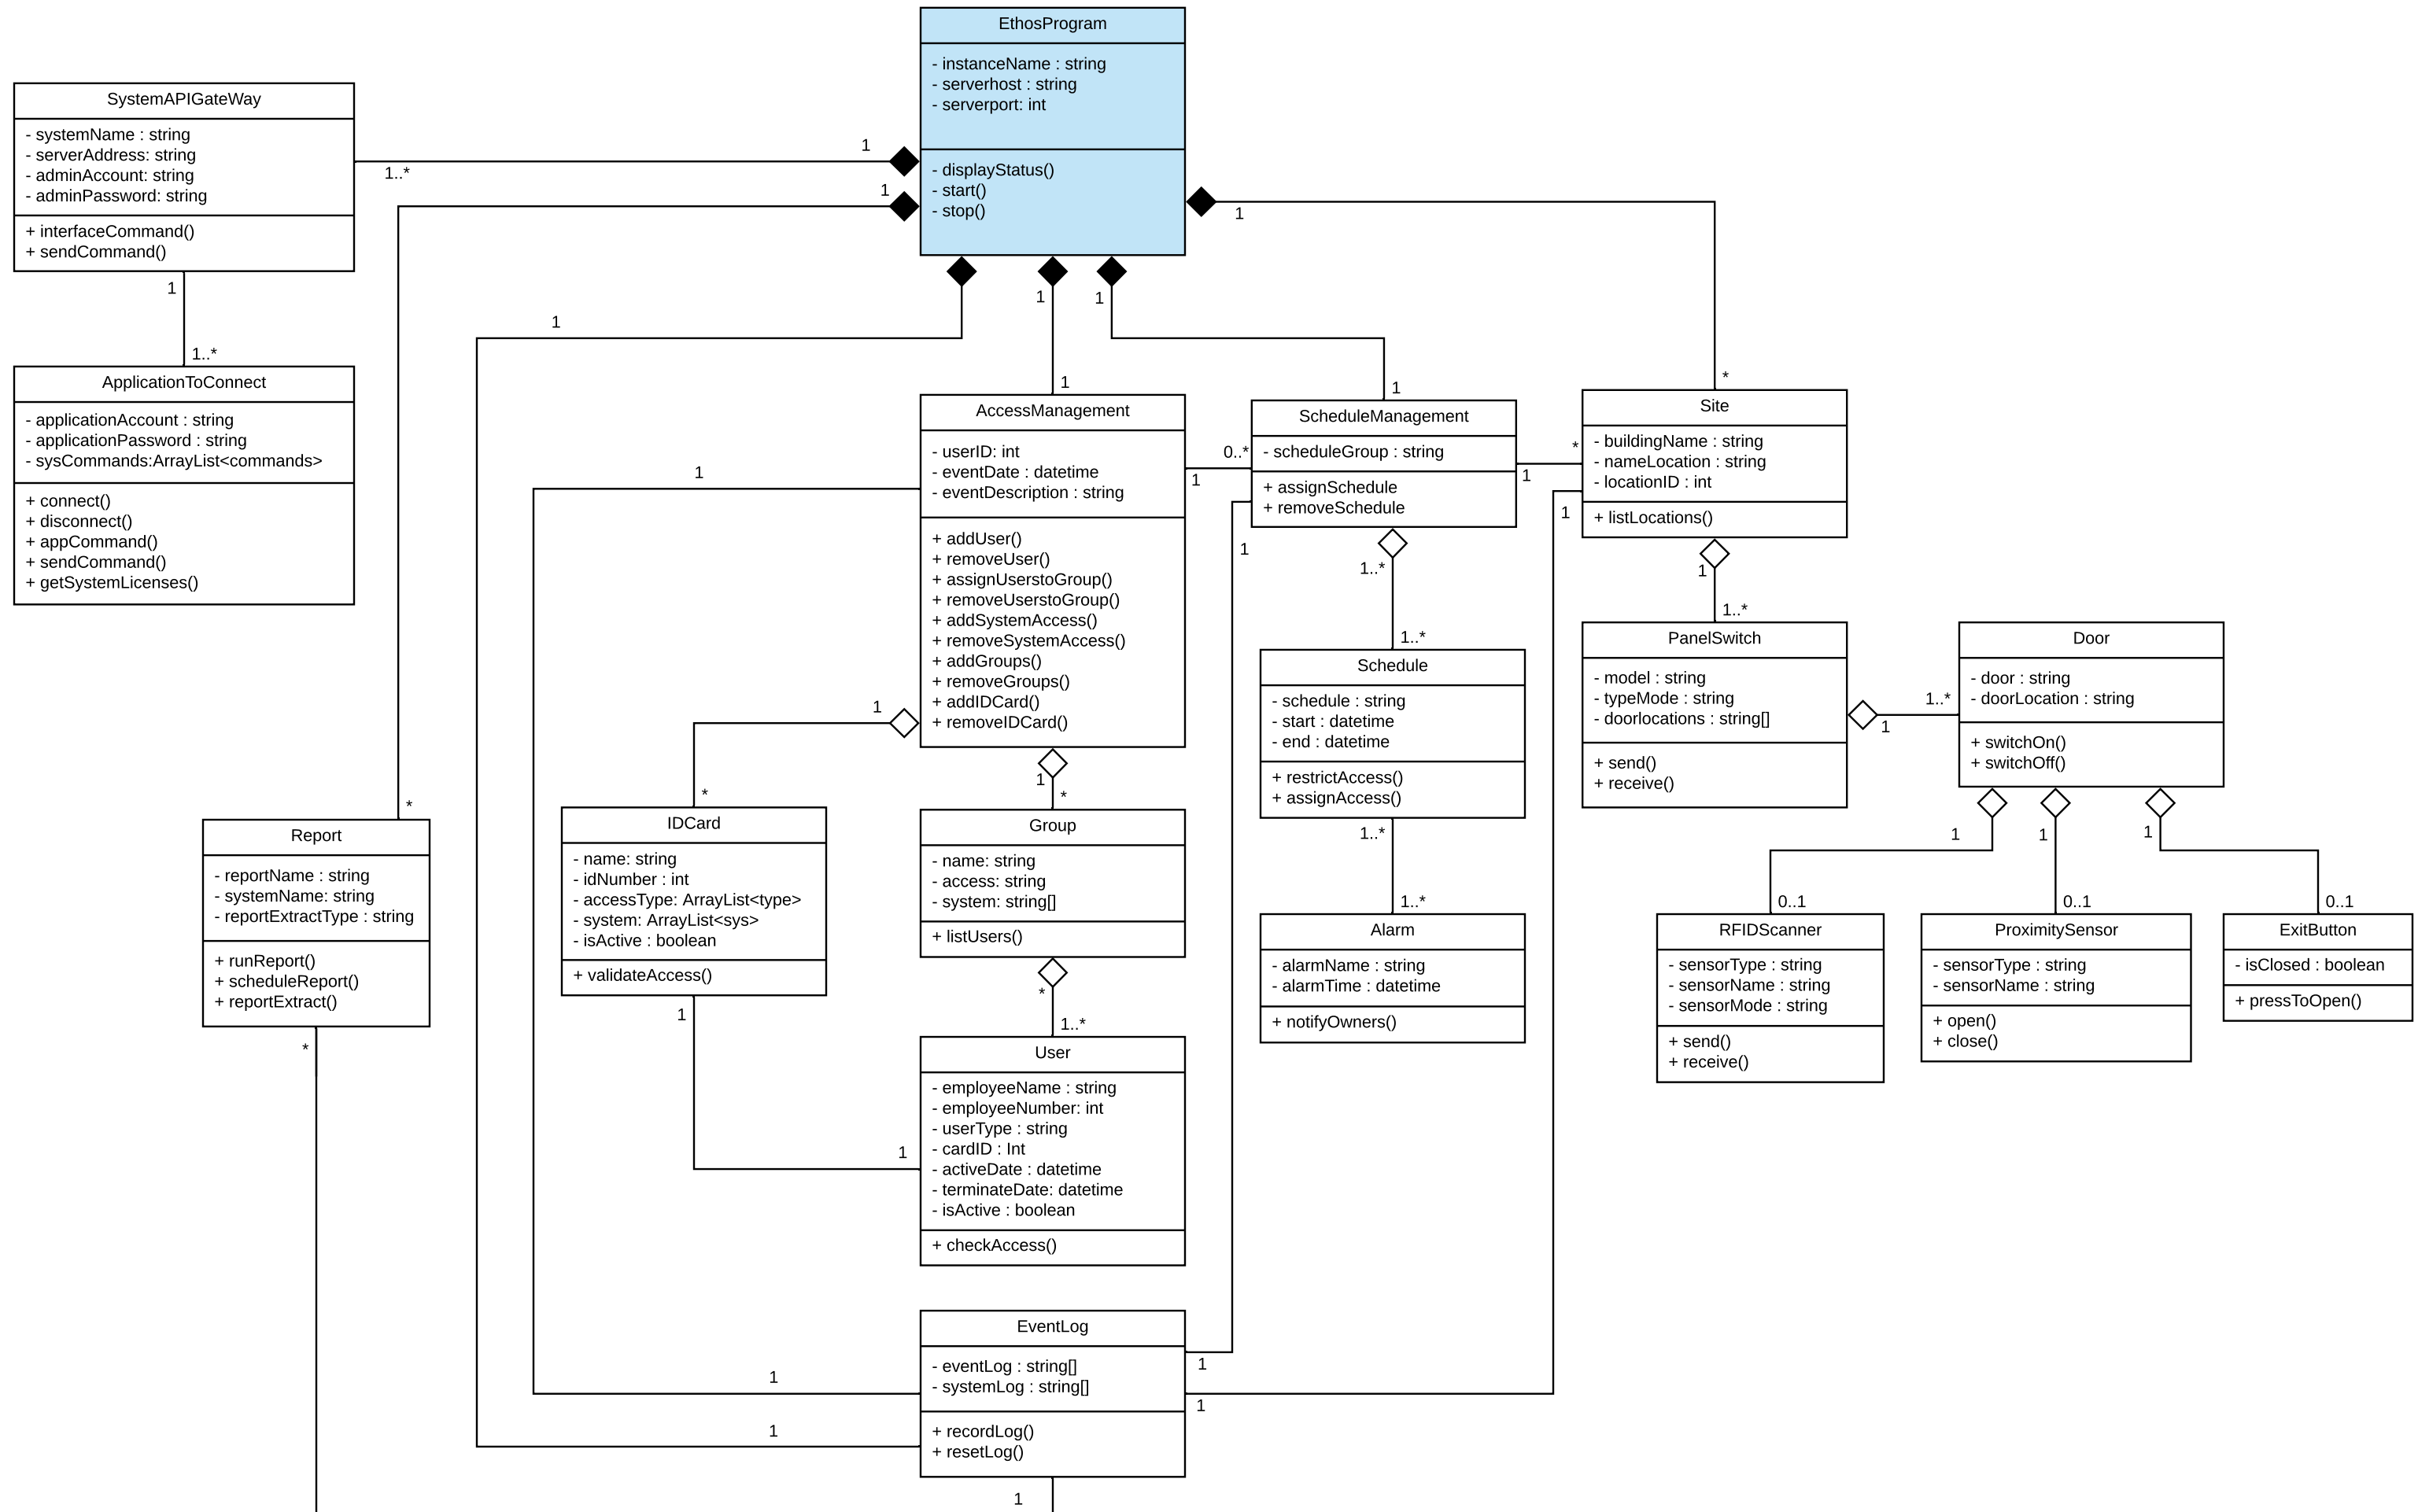 EthosProgram
- instanceName : string
- serverhost : string
- serverport: int
- displayStatus()
- start()
- stop()
SystemAPIGateWay
- systemName : string
- serverAddress: string
- adminAccount: string
- adminPassword: string
+ interfaceCommand()
+ sendCommand()
1
1..*
1
1
1
1..*
1
1
1
ApplicationToConnect
- applicationAccount : string
- applicationPassword : string
- sysCommands:ArrayList<commands>
+ connect()
+ disconnect()
+ appCommand()
+ sendCommand()
+ getSystemLicenses()
1
1
*
AccessManagement
- userID: int
- eventDate : datetime
- eventDescription : string
+ addUser()
+ removeUser()
+ assignUserstoGroup()
+ removeUserstoGroup()
+ addSystemAccess()
+ removeSystemAccess()
+ addGroups()
+ removeGroups()
+ addIDCard()
+ removeIDCard()
1
0..*
1
ScheduleManagement
- scheduleGroup : string
+ assignSchedule
+ removeSchedule
*
1
1
1
Site
- buildingName : string
- nameLocation : string
- locationID : int
+ listLocations()
1..*
1..*
1
1..*
Schedule
- schedule : string
- start : datetime
- end : datetime
+ restrictAccess()
+ assignAccess()
PanelSwitch
- model : string
- typeMode : string
- doorlocations : string[]
+ send()
+ receive()
1..*
1
Door
- door : string
- doorLocation : string
+ switchOn()
+ switchOff()
1
*
1
*
*
Report
- reportName : string
- systemName: string
- reportExtractType : string
+ runReport()
+ scheduleReport()
+ reportExtract()
*
IDCard
- name: string
- idNumber : int
- accessType: ArrayList<type>
- system: ArrayList<sys>
- isActive : boolean
+ validateAccess()
1
Group
- name: string
- access: string
- system: string[]
+ listUsers()
*
1..*
1..*
1..*
Alarm
- alarmName : string
- alarmTime : datetime
+ notifyOwners()
1
1
1
0..1
0..1
0..1
RFIDScanner
- sensorType : string
- sensorName : string
- sensorMode : string
+ send()
+ receive()
ProximitySensor
- sensorType : string
- sensorName : string
+ open()
+ close()
ExitButton
- isClosed : boolean
+ pressToOpen()
1
User
- employeeName : string
- employeeNumber: int
- userType : string
- cardID : Int
- activeDate : datetime
- terminateDate: datetime
- isActive : boolean
+ checkAccess()
EventLog
- eventLog : string[]
- systemLog : string[]
+ recordLog()
+ resetLog()
1
1
1
1
1